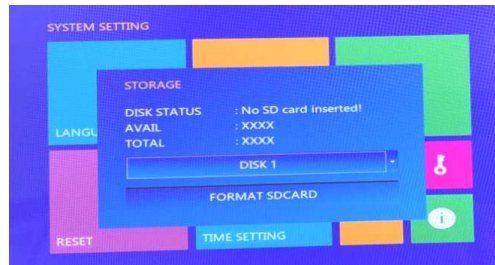 SYSTEM SETTING
STORAGE
DISK STATUS : No SD card inserted!
AVAIL : XXXX
TOTAL : XXXX
DISK 1
FORMAT SDCARD
LANGU
RESET
TIME SETTING
i